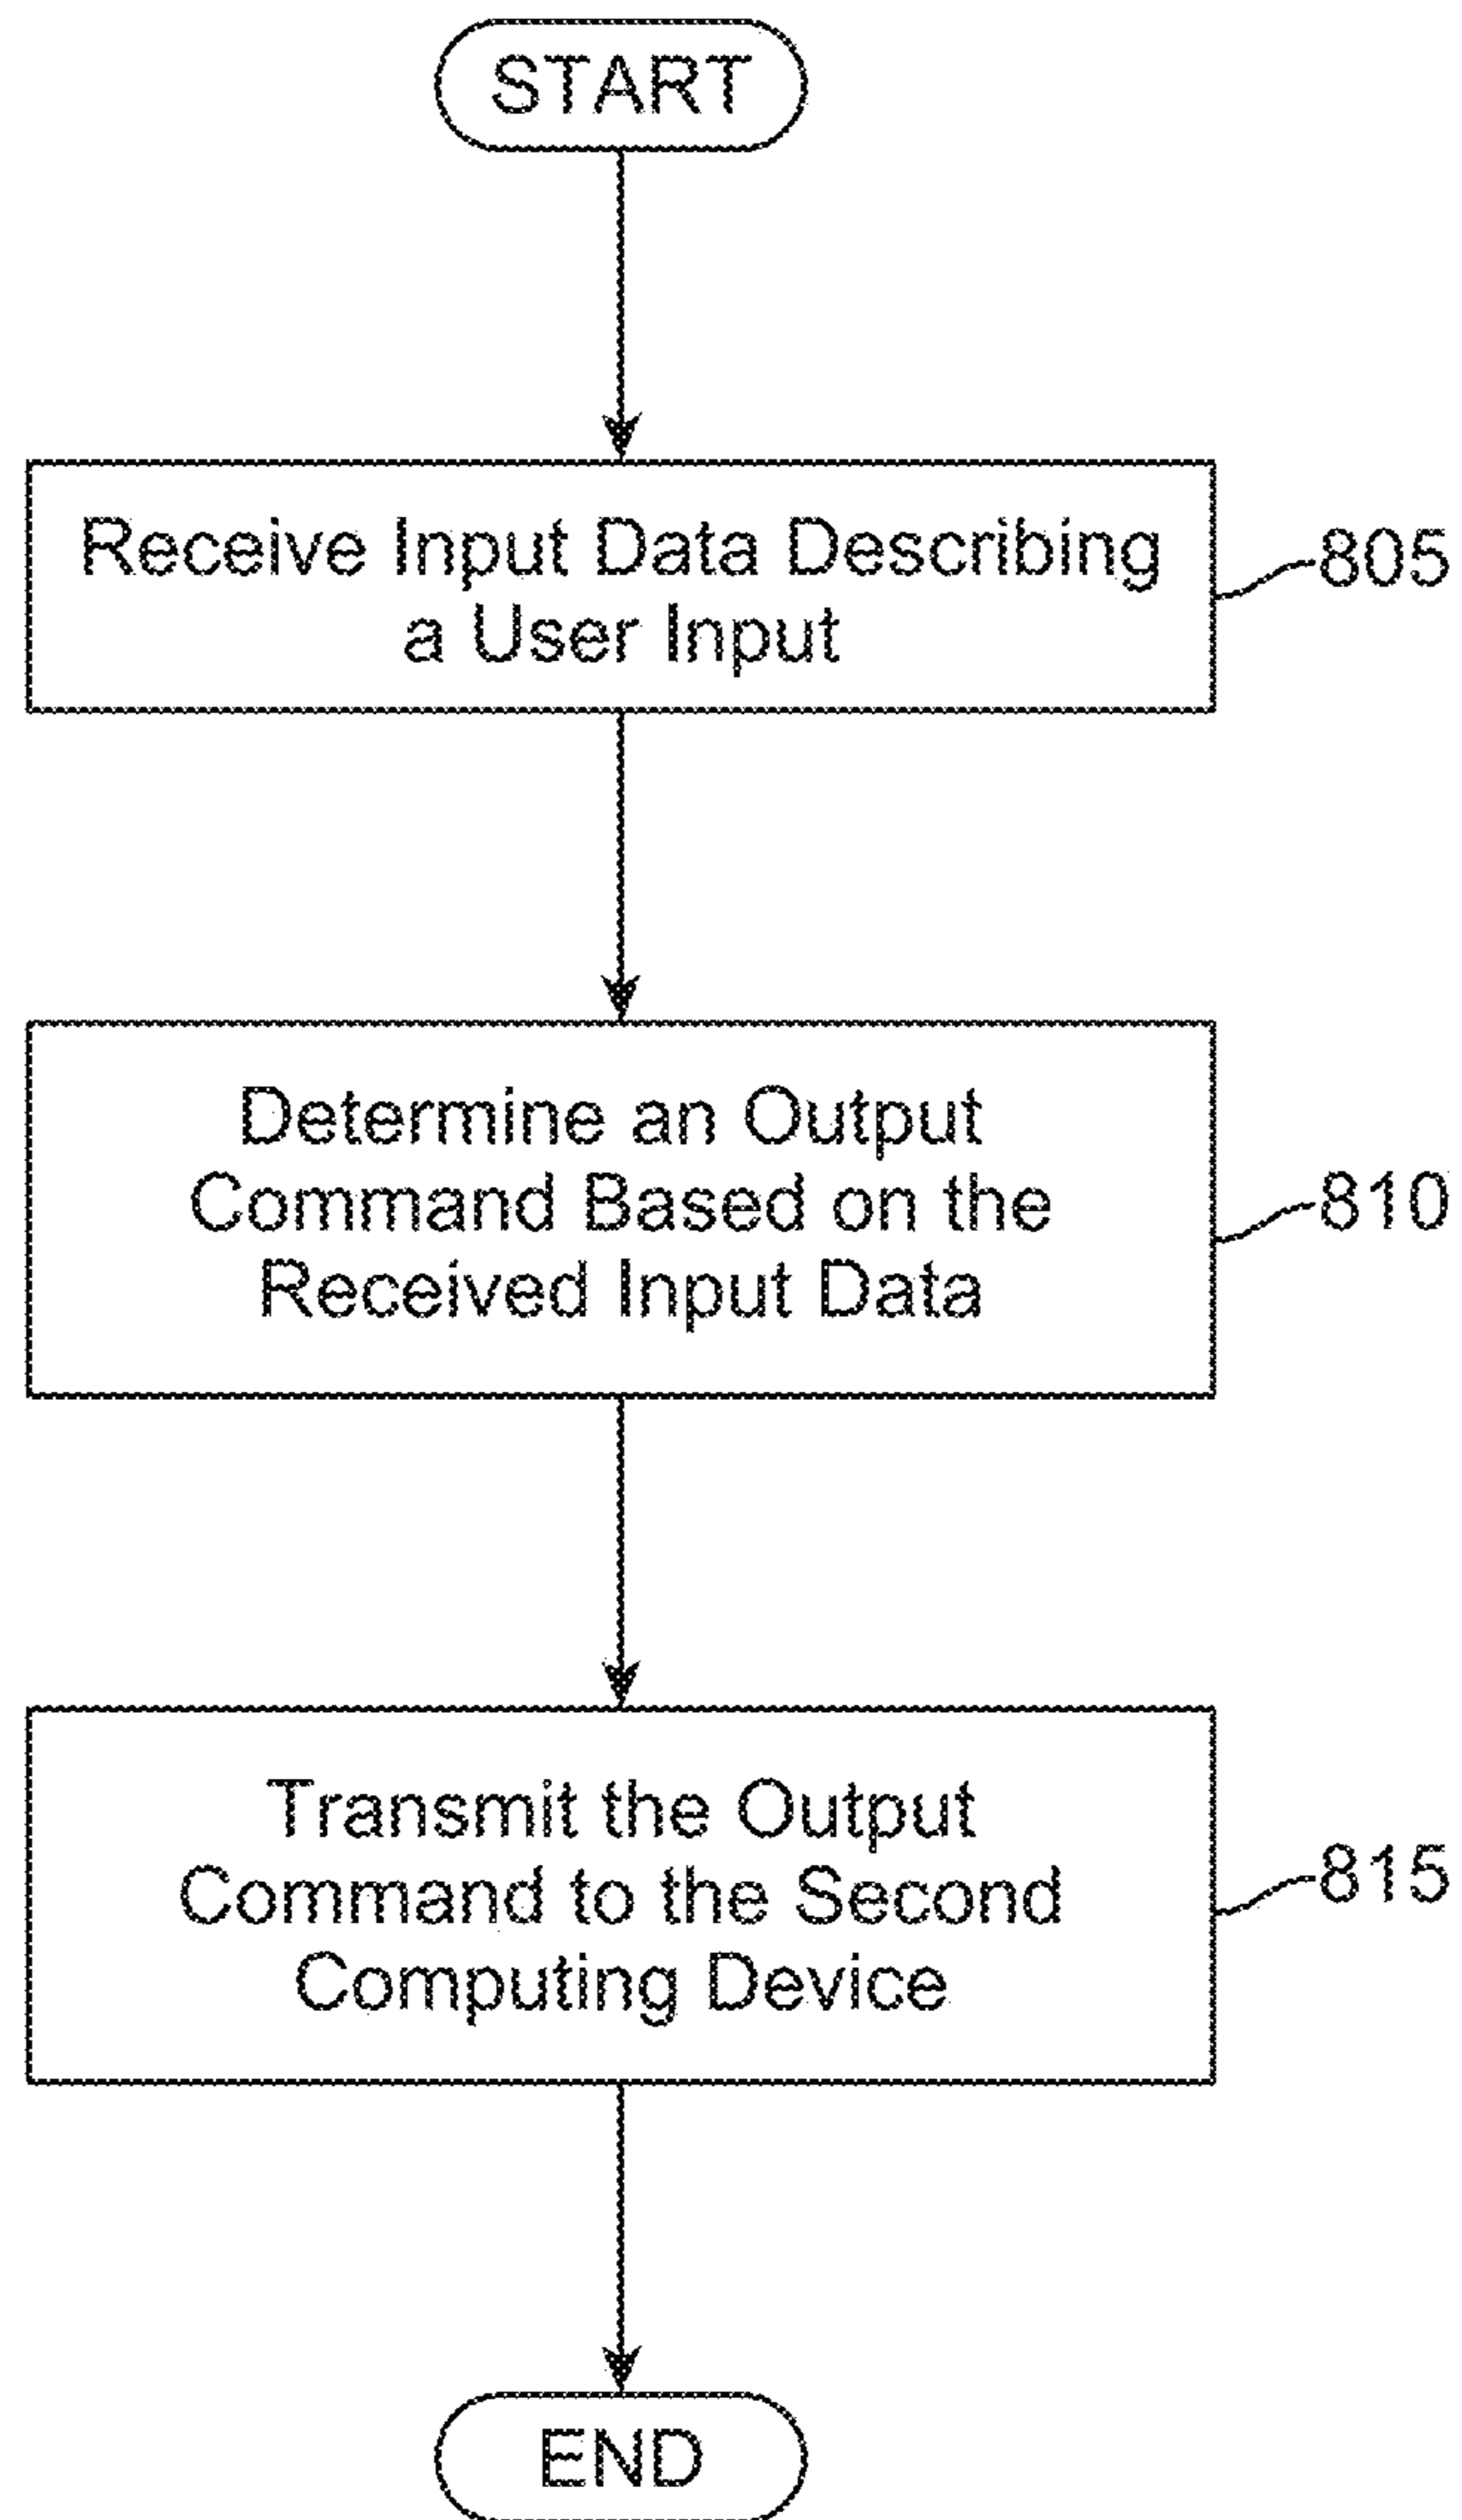 START
Receive Input Data Describing
a User Input
805
Determine an Output
Command Based on the
Received Input Data
810
Transmit the Output
Command to the Second
Computing Device
815
END